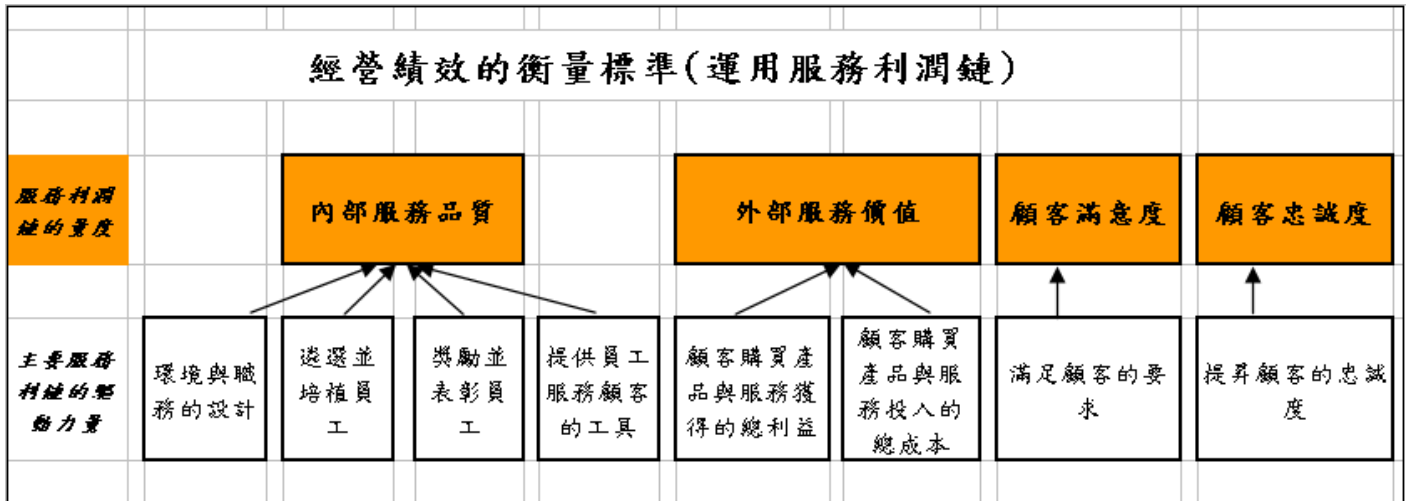 經營績效的衡量標準(運用服務利潤鏈)
服務利潤
鏈的量度
內部服務品質
外部服務價值
顧客滿意度
顧客忠誠度
主要服務
利鏈的驅
動力量
環境與職
務的設計
遴選並
培植員
工
獎勵並
表彰員
工
提供員工
服務顧客
的工具
顧客購買產
品與服務獲
得的總利益
顧客購買
產品與服
務投入的
總成本
滿足顧客的要
求
提昇顧客的忠誠
度